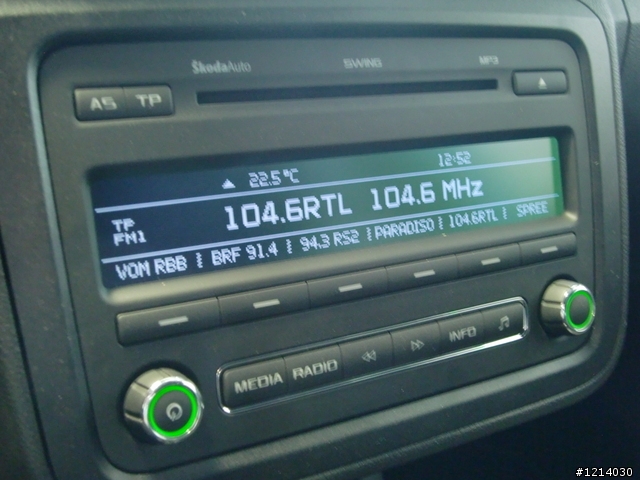 ŠkodaAuto SWING MP3
AS TP
22.5°C 12:52
TP
FM1
104.6RTL 104.6 MHz
VOM RBB BRF 91.4 94.3 RS2 PARADISO 104.6RTL SPREE
MEDIA RADIO INFO
#1214030